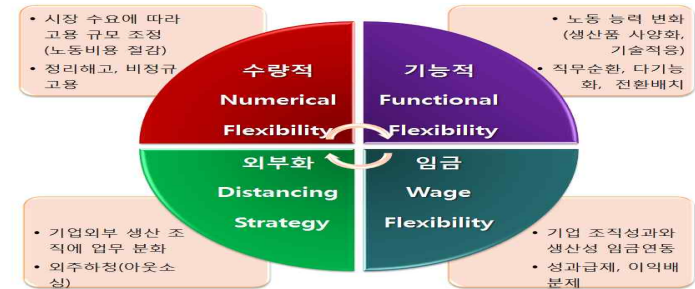 • 시장 수요에 따라
고용 규모 조정
(노동비용 절감)
• 정리해고, 비정규
고용
• 노동 능력 변화
(생산품 사양화,
기술적응)
• 직무순환, 다기능
화, 전환배치
수량적
Numerical
Flexibility
기능적
Functional
Flexibility
외부화
Distancing
Strategy
임금
Wage
Flexibility
• 기업외부 생산 조
직에 업무 분화
• 외주하청(아웃소
싱)
• 기업 조직성과와
생산성 임금연동
• 성과급제, 이익배
분제